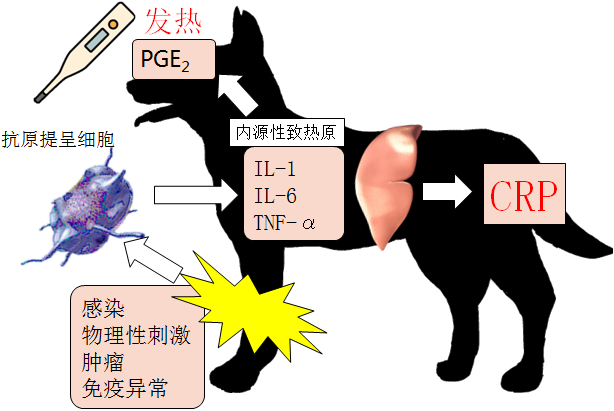 发热
PGE₂
抗原提呈细胞
内源性致热原
IL-1
IL-6
TNF-α
CRP
感染
物理性刺激
肿瘤
免疫异常